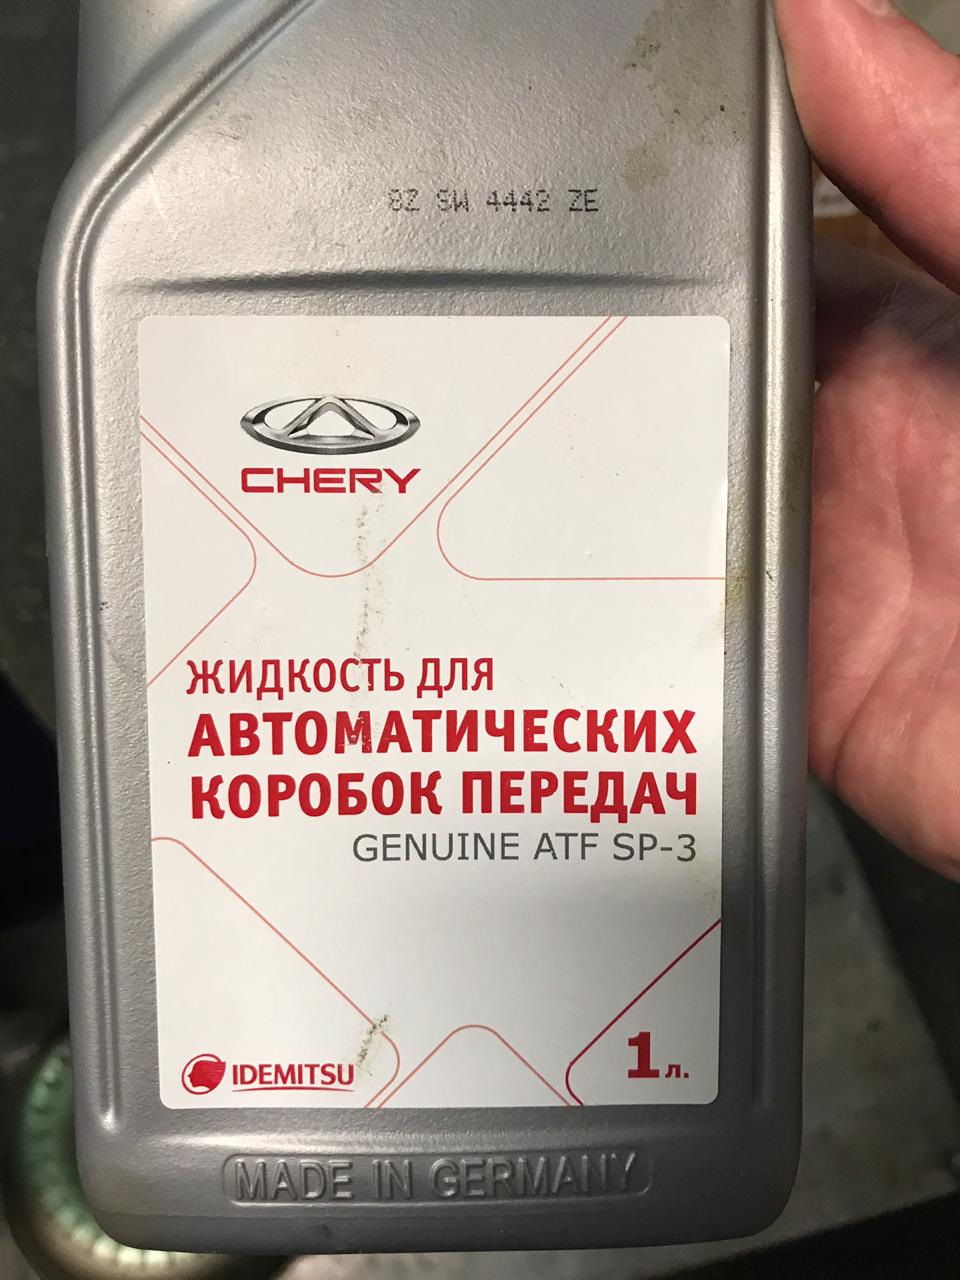 8Z SW 4442 ZE
CHERY
ЖИДКОСТЬ ДЛЯ
АВТОМАТИЧЕСКИХ
КОРОБОК ПЕРЕДАЧ
GENUINE ATF SP-3
IDEMITSU
1 л.
MADE IN GERMANY